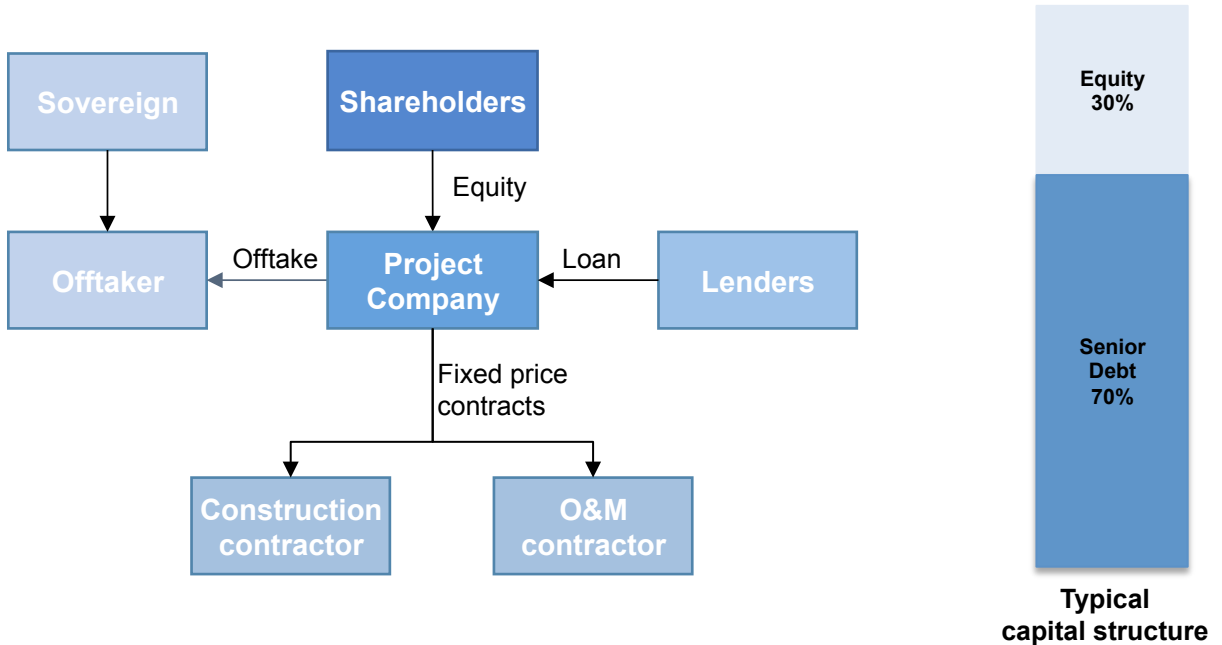 Sovereign
Shareholders
Equity
30%
Equity
Offtaker
Offtake
Project
Company
Loan
Lenders
Senior
Debt
70%
Fixed price
contracts
Construction
contractor
O&M
contractor
Typical
capital structure